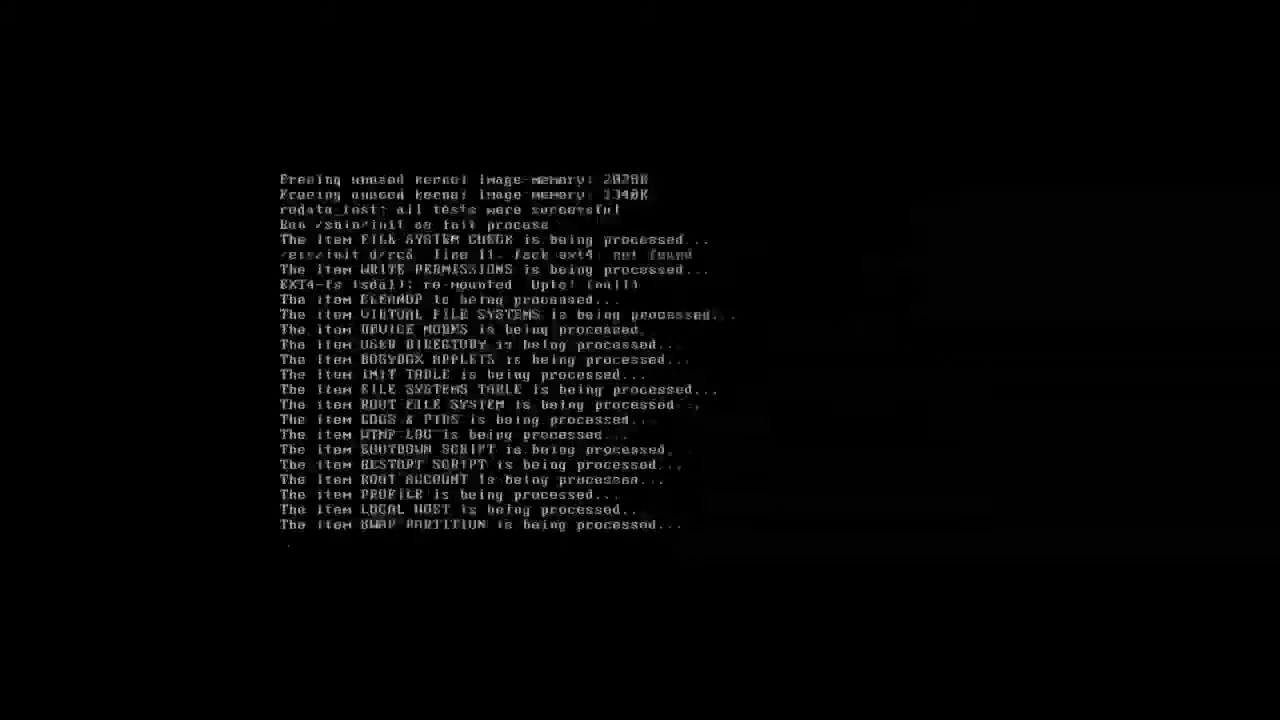 Freeing unused kernel image memory: 2028K
Freeing unused kernel image memory: 1340K
rodata_test: all tests were successful
Run /sbin/init as init process
The item FILE SYSTEM CHECK is being processed...
line 11: not found
The item WRITE PERMISSIONS is being processed...
EXT4-fs re-mounted. Opts: (null)
The item CLEANUP is being processed...
The item VIRTUAL FILE SYSTEMS is being processed...
The item DEVICE NODES is being processed...
The item USER DIRECTORY is being processed...
The item BUSYBOX APPLETS is being processed...
The item INIT TABLE is being processed...
The item FILE SYSTEMS TABLE is being processed...
The item ROOT FILE SYSTEM is being processed...
The item LOGS & PIDS is being processed...
The item WTMP LOG is being processed...
The item SHUTDOWN SCRIPT is being processed...
The item RESTART SCRIPT is being processed...
The item ROOT ACCOUNT is being processed...
The item PROFILE is being processed...
The item LOCAL HOST is being processed...
The item SWAP PARTITION is being processed...